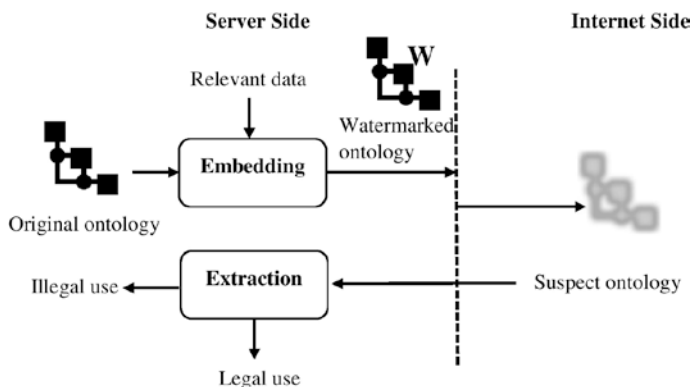 Server Side
Internet Side
W
Relevant data
Watermarked
ontology
Embedding
Original ontology
Extraction
Illegal use
Suspect ontology
Legal use